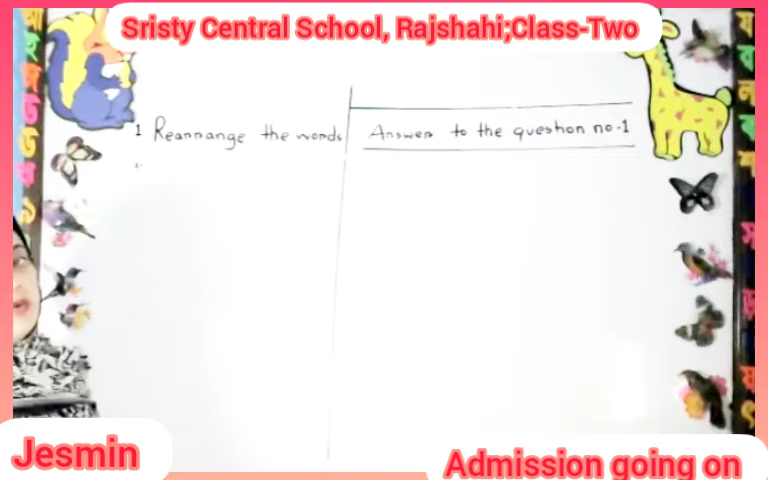 Sristy Central School, Rajshahi;Class-Two
1 Rearrange the words
Answer to the question no-1
Jesmin
Admission going on